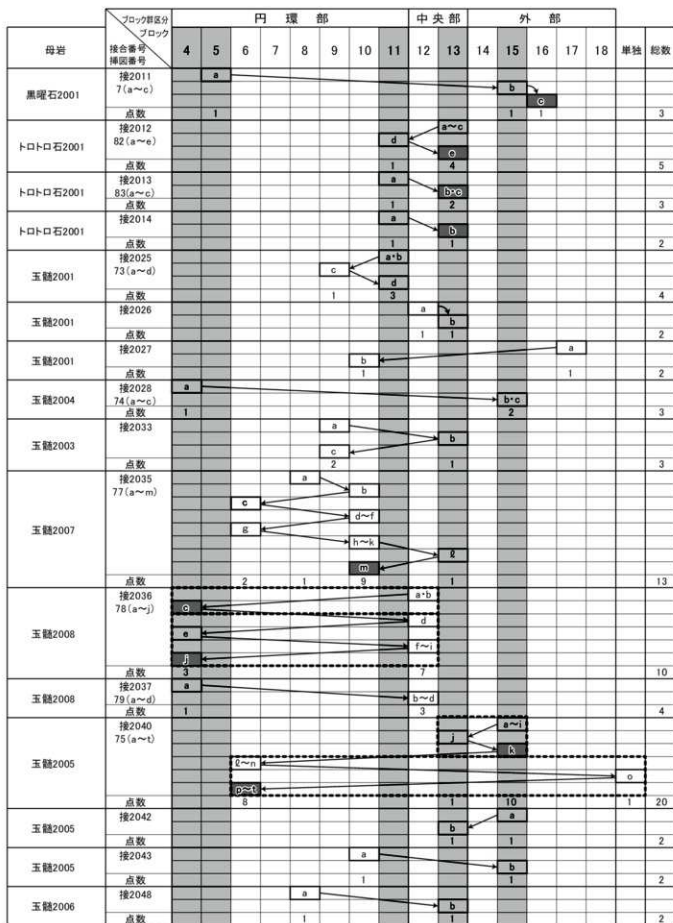 ブロック群区分 円環部 中央部 外部
ブロック
母岩 接合番号 挿図番号 4 5 6 7 8 9 10 11 12 13 14 15 16 17 18 単独 総数
黒曜石2001 接2011 a
7(a～c) b
c
点数 1 1 1 3
トロトロ石2001 接2012 a～c
82(a～e) d
e
点数 1 4 5
トロトロ石2001 接2013 a
83(a～c) b・c
点数 1 2 3
トロトロ石2001 接2014 a
b
点数 1 1 2
玉髄2001 接2025 a・b
73(a～d) c
d
点数 1 3 4
玉髄2001 接2026 a
b
点数 1 1 2
玉髄2001 接2027 a
b
点数 1 1 2
玉髄2004 接2028 a
74(a～c) b・c
点数 1 2 3
玉髄2003 接2033 a
b
c
点数 2 1 3
玉髄2007 接2035 a
77(a～m) b
c
d～f
g
h～k
ℓ
m
点数 2 1 9 1 13
玉髄2008 接2036 a・b
78(a～j) c
d
e
f～i
j
点数 3 7 10
玉髄2008 接2037 a
79(a～d) b～d
点数 1 3 4
玉髄2005 接2040 a～i
75(a～t) j
k
ℓ～n
o
p～t
点数 8 1 10 1 20
玉髄2005 接2042 a
b
点数 1 1 2
玉髄2005 接2043 a
b
点数 1 1 2
玉髄2006 接2048 a
b
点数 1 1 2